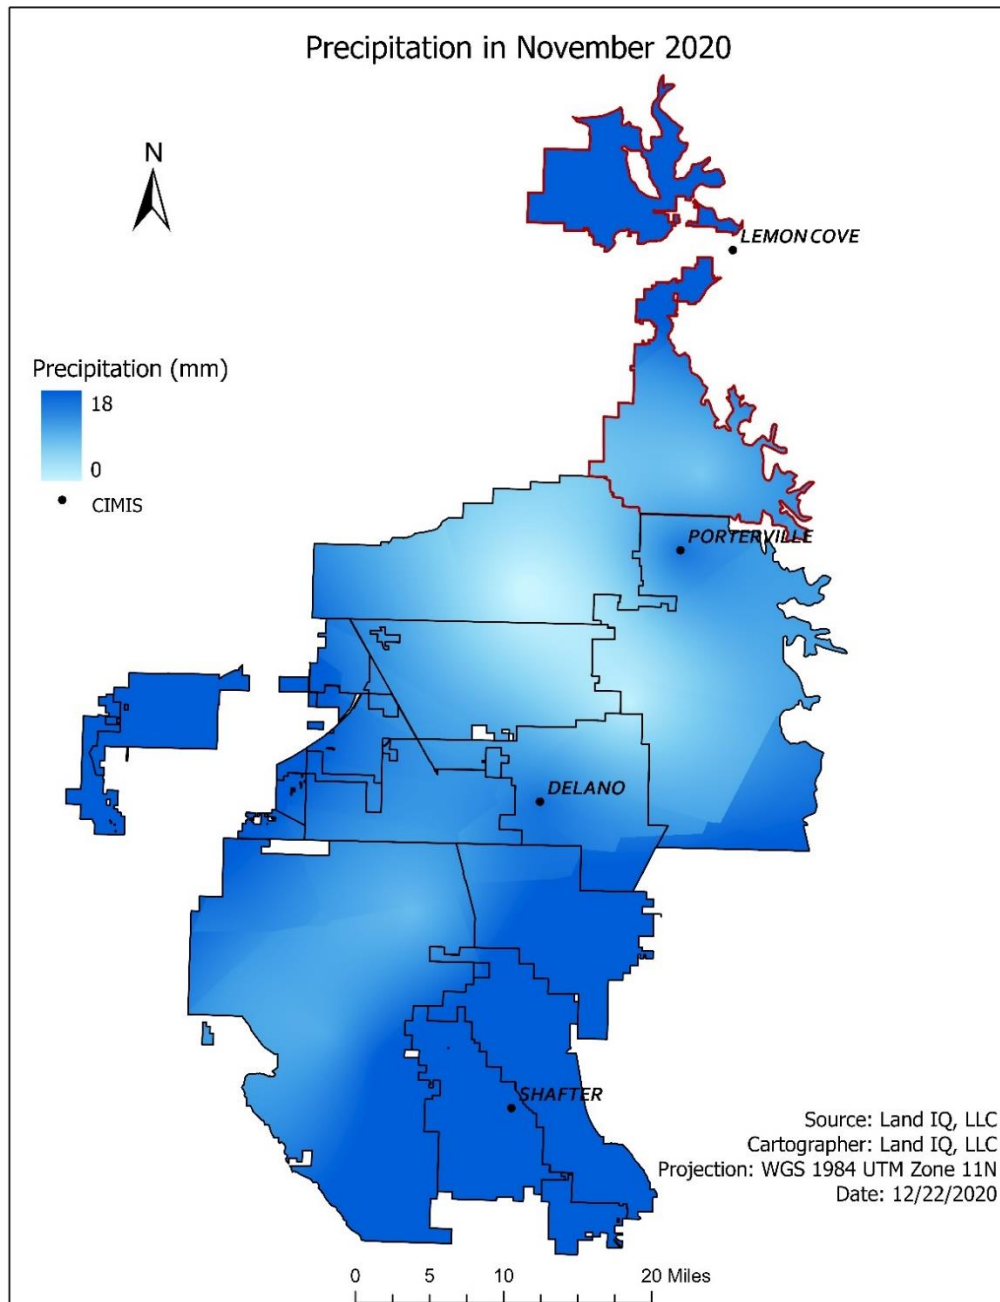 Precipitation in November 2020
N
LEMON COVE
Precipitation (mm)
18
0
CIMIS
PORTERVILLE
DELANO
SHAFTER
Source: Land IQ, LLC
Cartographer: Land IQ, LLC
Projection: WGS 1984 UTM Zone 11N
Date: 12/22/2020
0 5 10 20 Miles